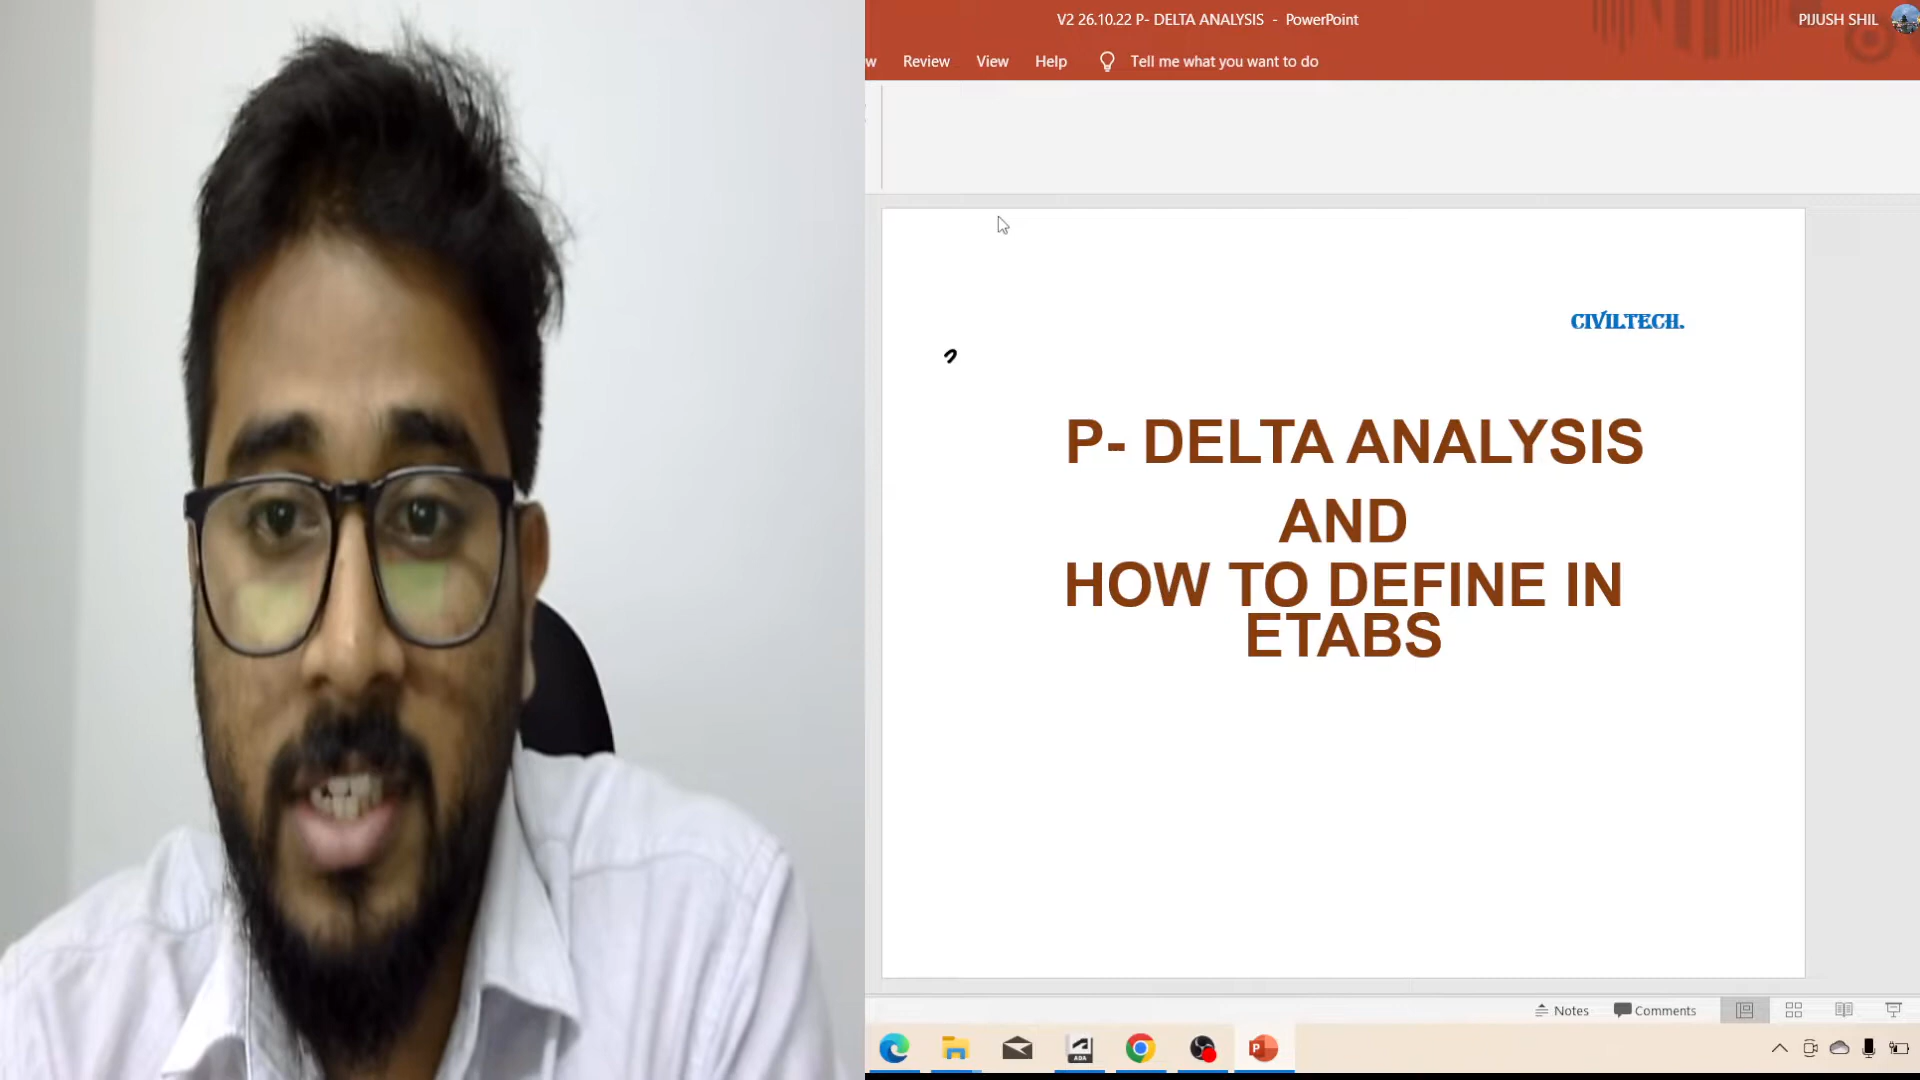 V2 26.10.22 P- DELTA ANALYSIS - PowerPoint
PIJUSH SHIL
w Review View Help Tell me what you want to do
CIVILTECH.
P- DELTA ANALYSIS
AND
HOW TO DEFINE IN
ETABS
Notes Comments